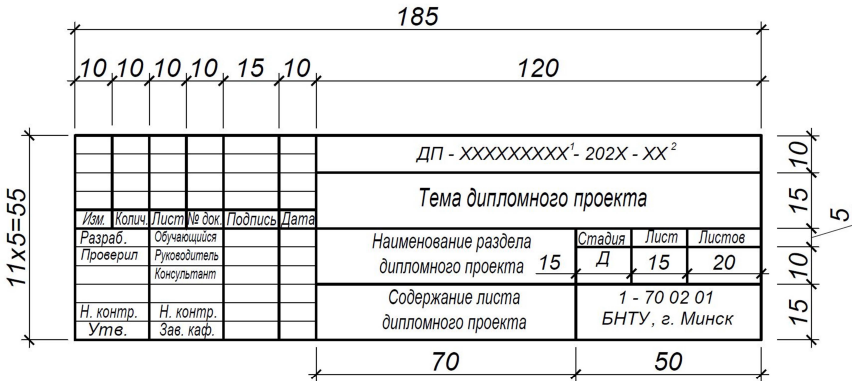 185
10 10 10 10 15 10 120
ДП - XXXXXXXXX¹- 202X - XX²
10
Тема дипломного проекта
15
Изм. Колич. Лист № док. Подпись Дата
5
11x5=55
Разраб. Обучающийся
Проверил Руководитель
Консультант
Наименование раздела
дипломного проекта
Стадия Лист Листов
Д
15 15 20
10
Содержание листа
дипломного проекта
1 - 70 02 01
БНТУ, г. Минск
15
Н. контр. Н. контр.
Утв. Зав. каф.
70 50